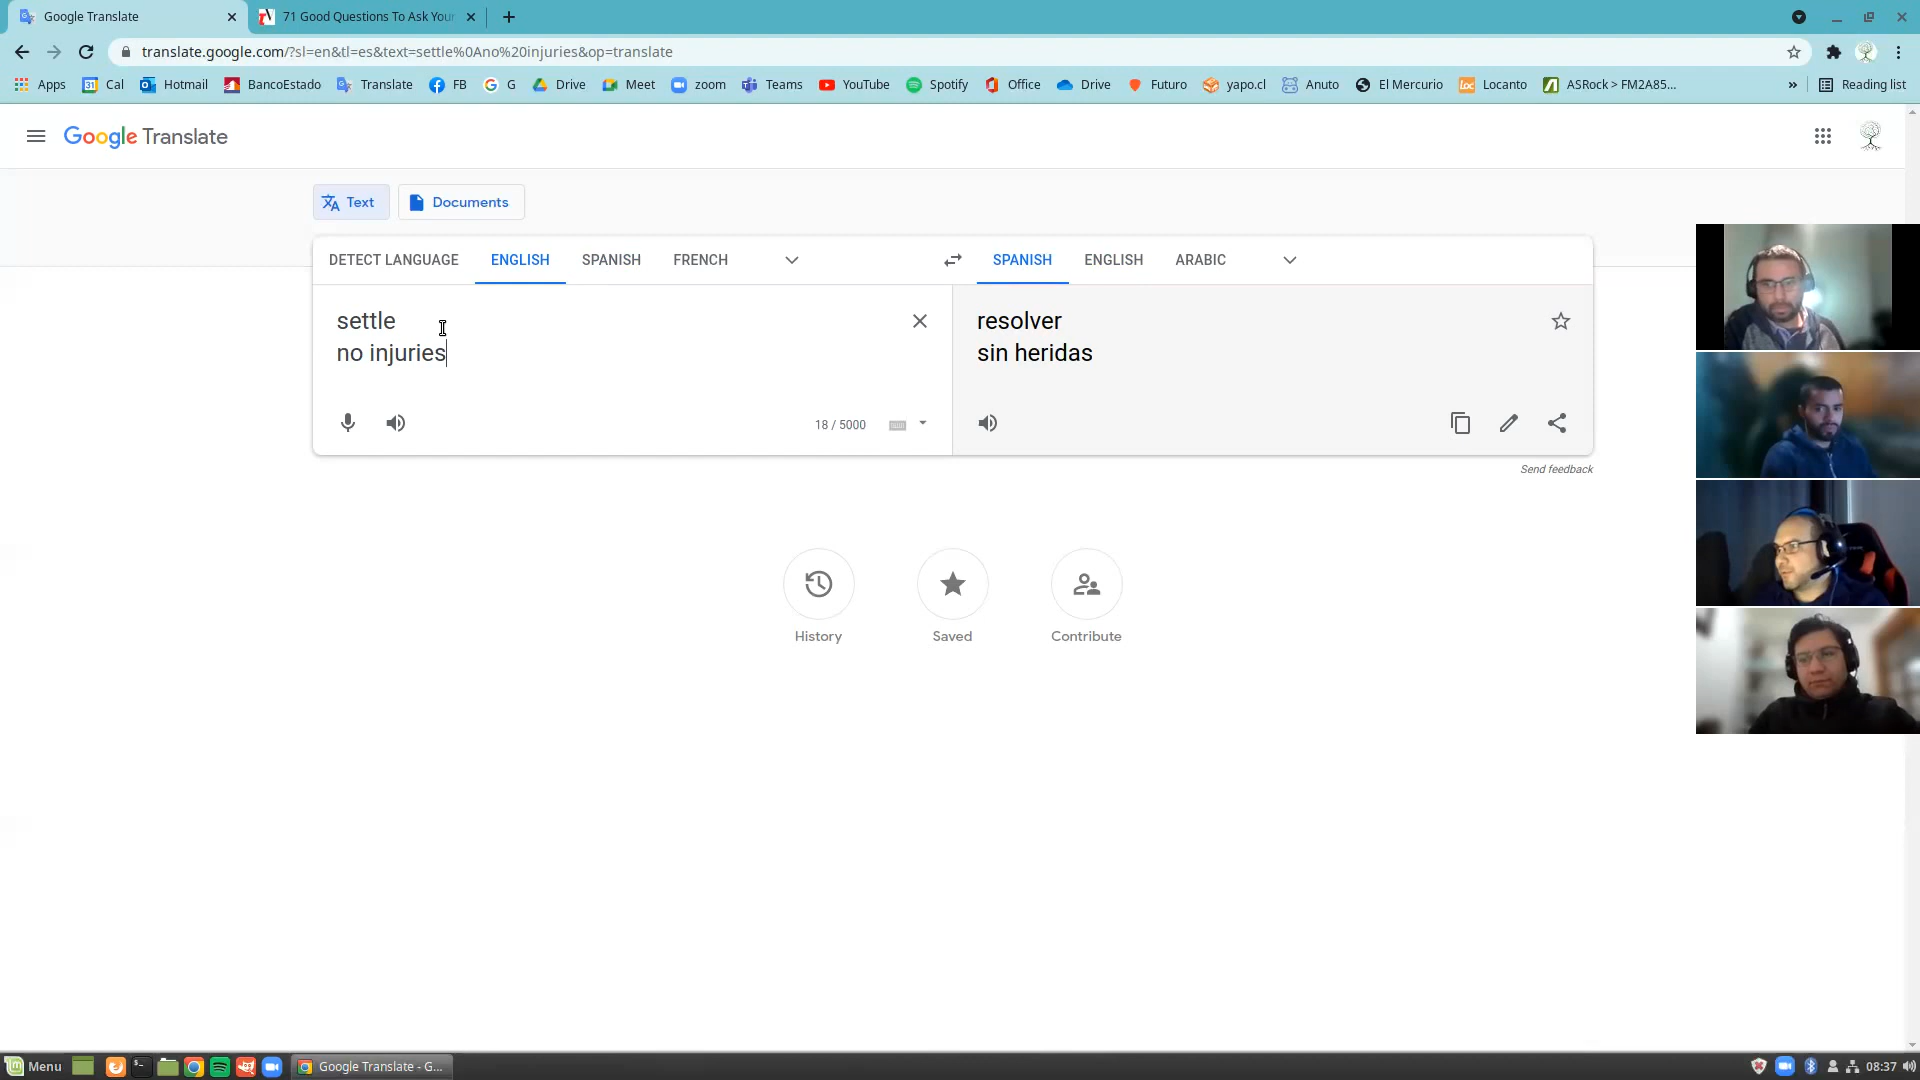 Google Translate
71 Good Questions To Ask Your
translate.google.com/?sl=en&tl=es&text=settle%0Ano%20injuries&op=translate
Apps
Cal
Hotmail
BancoEstado
Translate
FB
G
Drive
Meet
zoom
Teams
YouTube
Spotify
Office
Drive
Futuro
yapo.cl
Anuto
El Mercurio
Locanto
ASRock > FM2A85...
»
Reading list
Google Translate
Text
Documents
DETECT LANGUAGE
ENGLISH
SPANISH
FRENCH
SPANISH
ENGLISH
ARABIC
settle
no injuries
resolver
sin heridas
18 / 5000
Send feedback
History
Saved
Contribute
Menu
Google Translate - G...
08:37